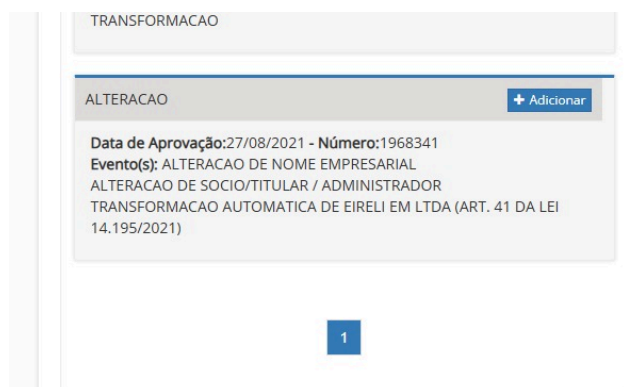 TRANSFORMACAO
ALTERACAO
+ Adicionar
Data de Aprovação:27/08/2021 - Número:1968341
Evento(s): ALTERACAO DE NOME EMPRESARIAL
ALTERACAO DE SOCIO/TITULAR / ADMINISTRADOR
TRANSFORMACAO AUTOMATICA DE EIRELI EM LTDA (ART. 41 DA LEI
14.195/2021)
1